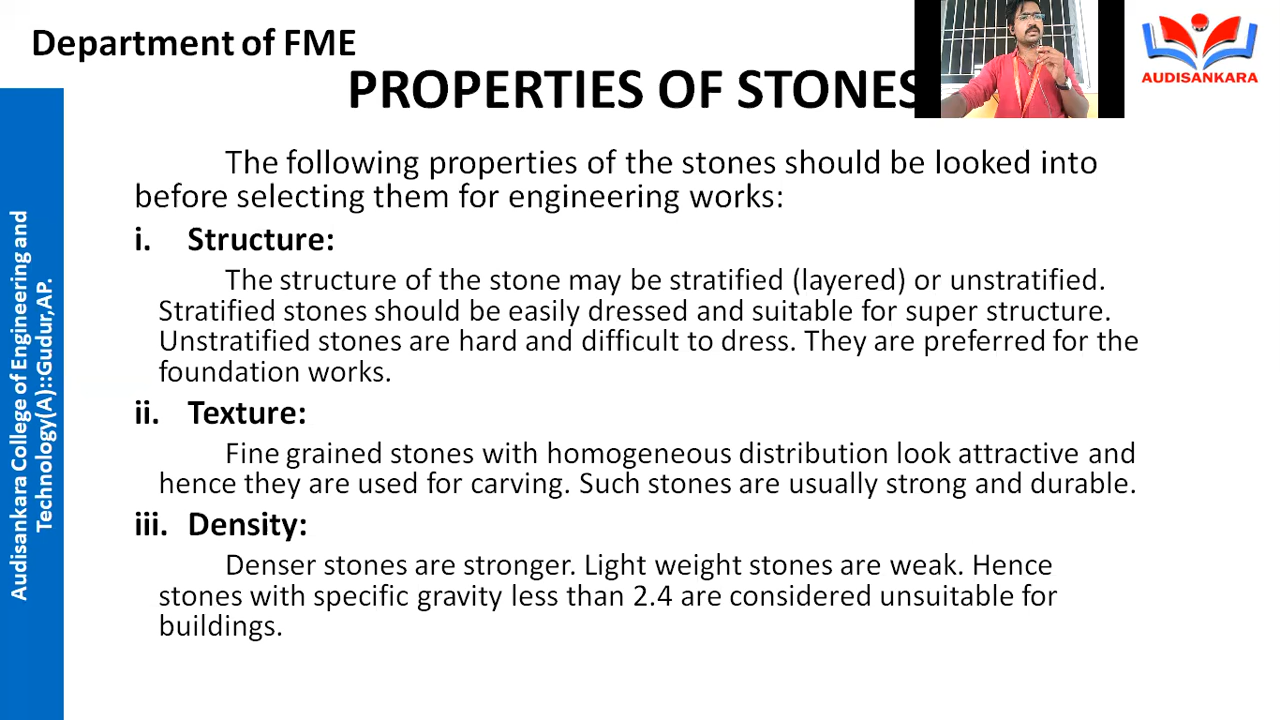 Department of FME
PROPERTIES OF STONES
AUDISANKARA
The following properties of the stones should be looked into
before selecting them for engineering works:
i. Structure:
The structure of the stone may be stratified (layered) or unstratified.
Stratified stones should be easily dressed and suitable for super structure.
Unstratified stones are hard and difficult to dress. They are preferred for the
foundation works.
ii. Texture:
Fine grained stones with homogeneous distribution look attractive and
hence they are used for carving. Such stones are usually strong and durable.
iii. Density:
Denser stones are stronger. Light weight stones are weak. Hence
stones with specific gravity less than 2.4 are considered unsuitable for
buildings.
Audisankara College of Engineering and
Technology(A)::Gudur,AP.